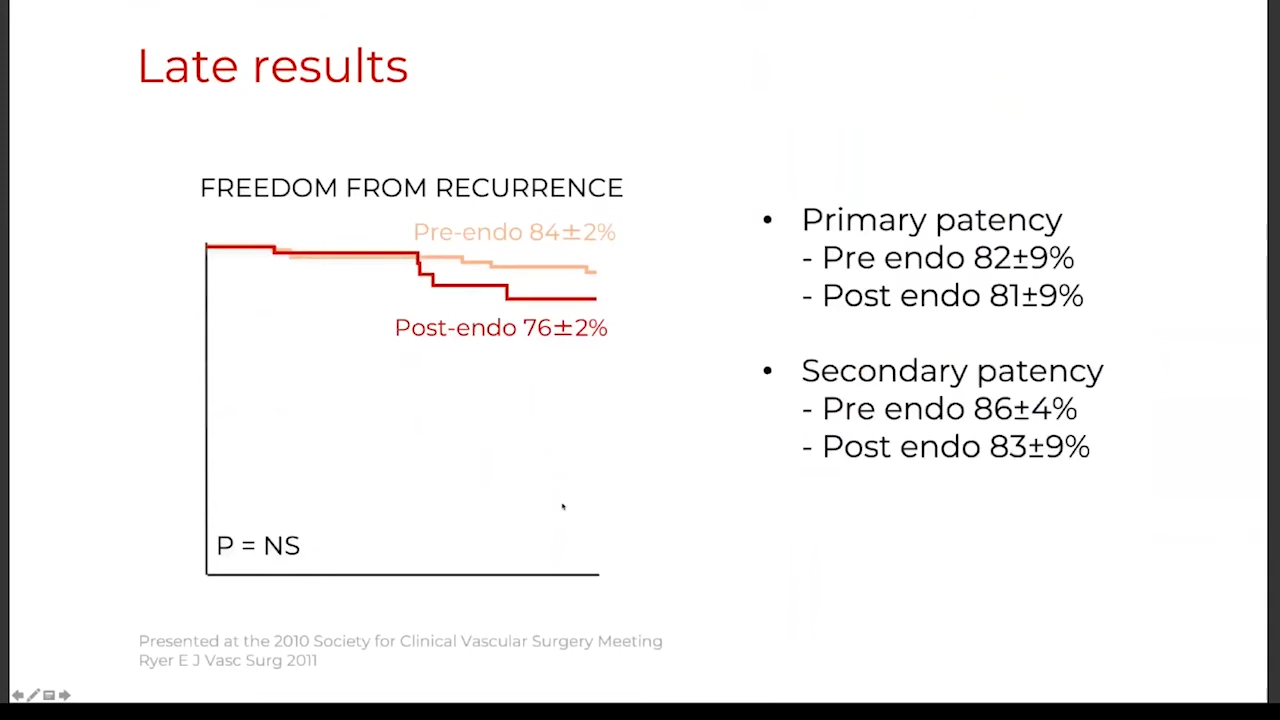 Late results
FREEDOM FROM RECURRENCE
Pre-endo 84±2%
Post-endo 76±2%
P = NS
• Primary patency
- Pre endo 82±9%
- Post endo 81±9%
• Secondary patency
- Pre endo 86±4%
- Post endo 83±9%
Presented at the 2010 Society for Clinical Vascular Surgery Meeting
Ryer E J Vasc Surg 2011